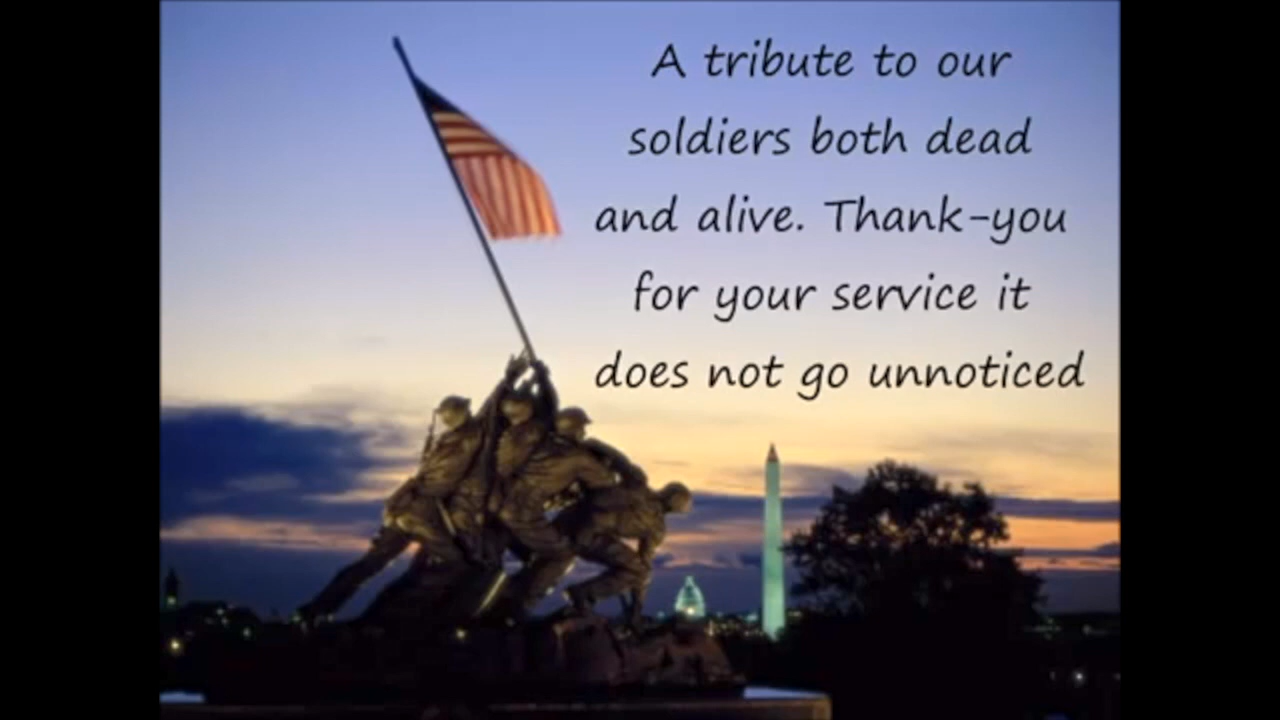 A tribute to our
soldiers both dead
and alive. Thank-you
for your service it
does not go unnoticed